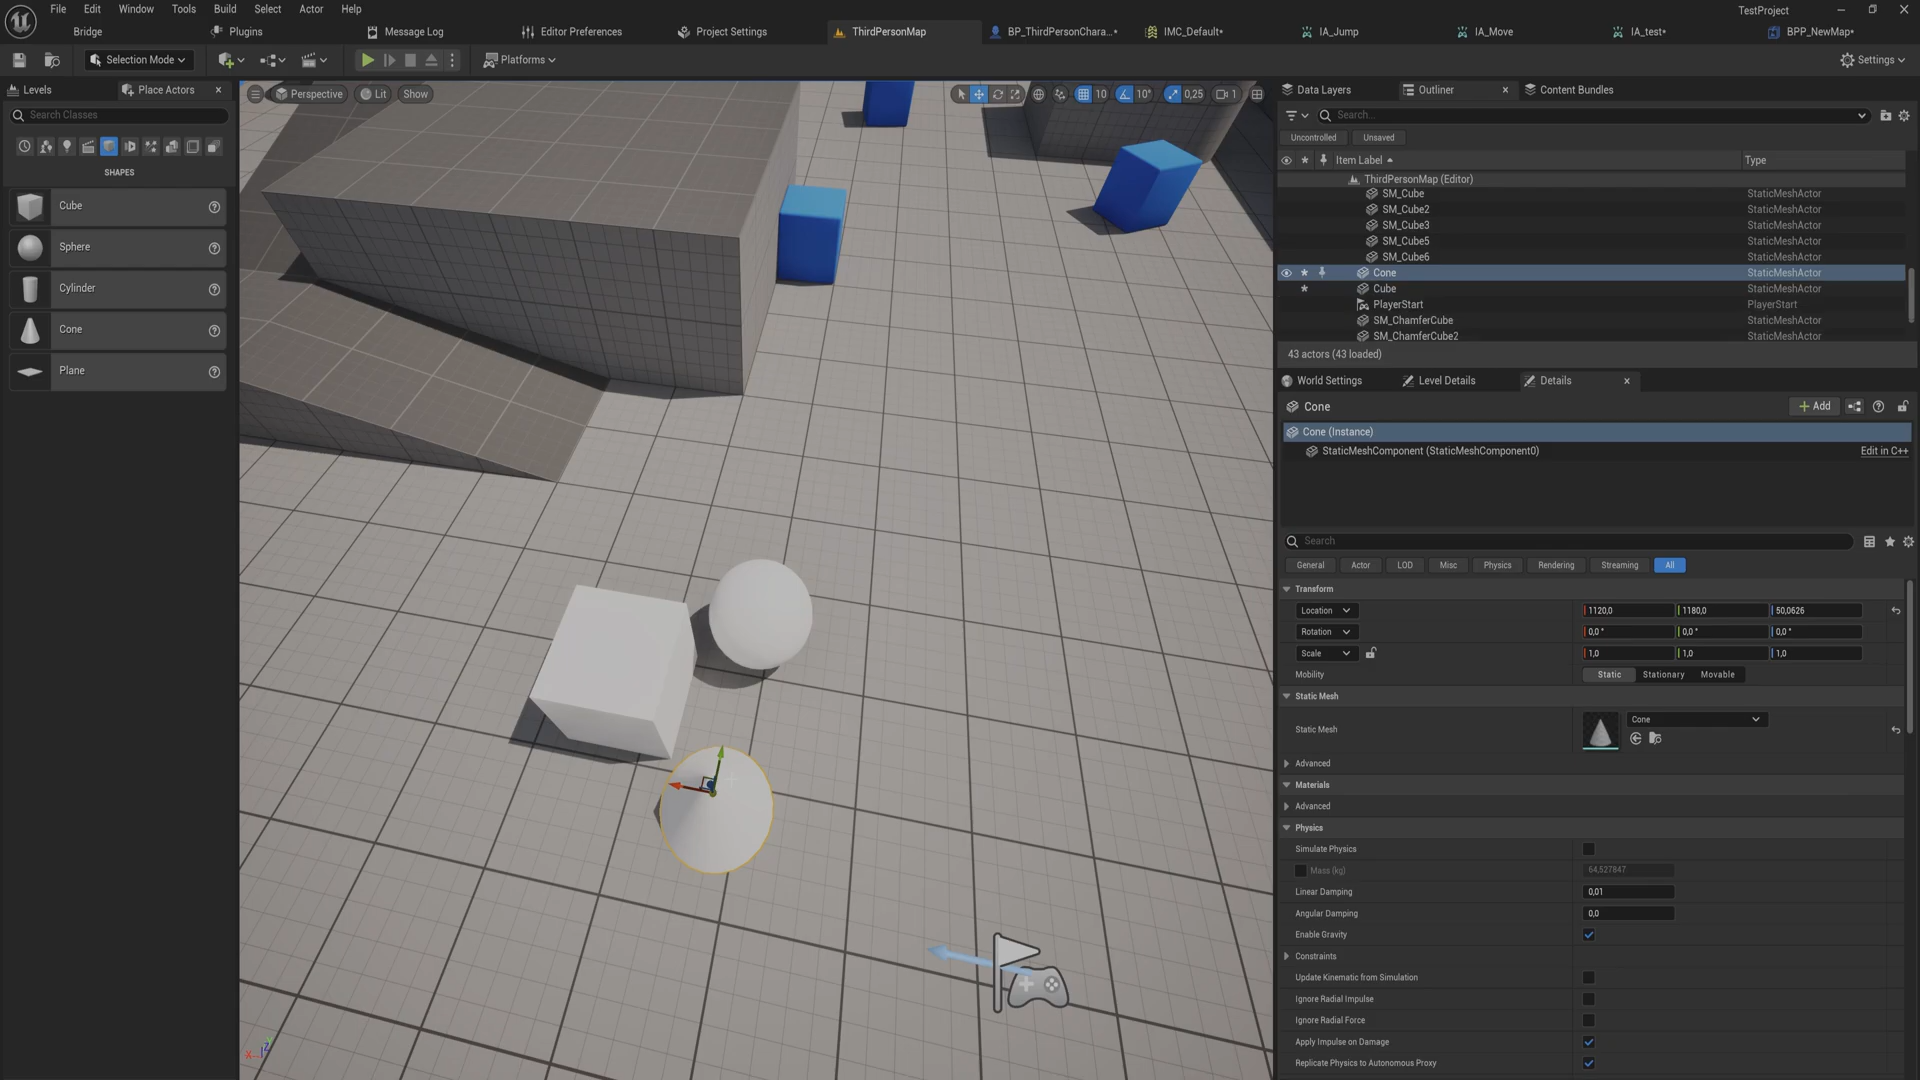 File Edit Window Tools Build Select Actor Help
TestProject
Bridge Plugins Message Log Editor Preferences Project Settings ThirdPersonMap BP_ThirdPersonChara...* IMC_Default* IA_Jump IA_Move IA_test* BPP_NewMap*
Selection Mode Platforms Settings
Levels Place Actors
Search Classes
SHAPES
Cube
Sphere
Cylinder
Cone
Plane
Perspective Lit Show 10 10° 0,25 1
Data Layers Outliner Content Bundles
Search...
Uncontrolled Unsaved
Item Label Type
ThirdPersonMap (Editor)
SM_Cube StaticMeshActor
SM_Cube2 StaticMeshActor
SM_Cube3 StaticMeshActor
SM_Cube5 StaticMeshActor
SM_Cube6 StaticMeshActor
Cone StaticMeshActor
Cube StaticMeshActor
PlayerStart PlayerStart
SM_ChamferCube StaticMeshActor
SM_ChamferCube2 StaticMeshActor
43 actors (43 loaded)
World Settings Level Details Details
Cone Add
Cone (Instance)
StaticMeshComponent (StaticMeshComponent0) Edit in C++
Search
General Actor LOD Misc Physics Rendering Streaming All
Transform
Location 1120,0 1180,0 50,0626
Rotation 0,0 ° 0,0 ° 0,0 °
Scale 1,0 1,0 1,0
Mobility Static Stationary Movable
Static Mesh
Static Mesh Cone
Advanced
Materials
Advanced
Physics
Simulate Physics
Mass (kg) 64,527847
Linear Damping 0,01
Angular Damping 0,0
Enable Gravity
Constraints
Update Kinematic from Simulation
Ignore Radial Impulse
Ignore Radial Force
Apply Impulse on Damage
Replicate Physics to Autonomous Proxy
X Z